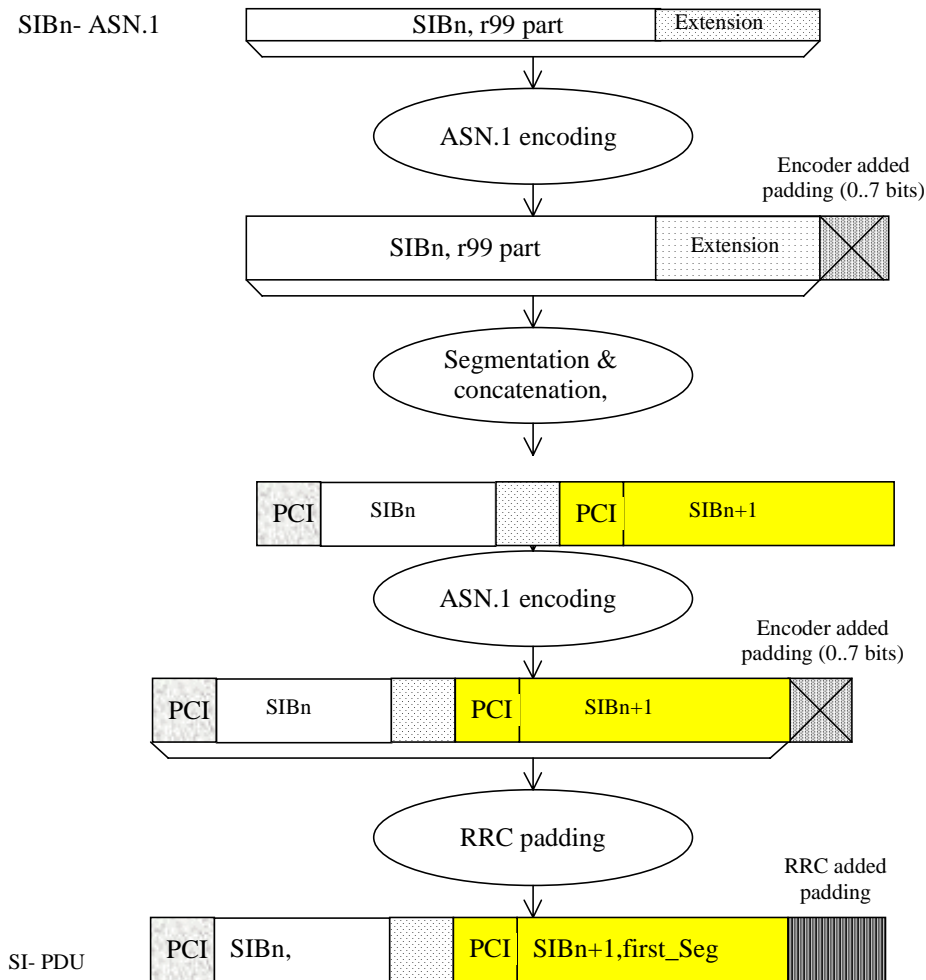 SIBn- ASN.1
SIBn, r99 part
Extension
ASN.1 encoding
Encoder added
padding (0..7 bits)
SIBn, r99 part
Extension
Segmentation &
concatenation,
PCI
SIBn
PCI
SIBn+1
ASN.1 encoding
Encoder added
padding (0..7 bits)
PCI
SIBn
PCI
SIBn+1
RRC padding
RRC added
padding
SI- PDU
PCI
SIBn,
PCI
SIBn+1,first_Seg